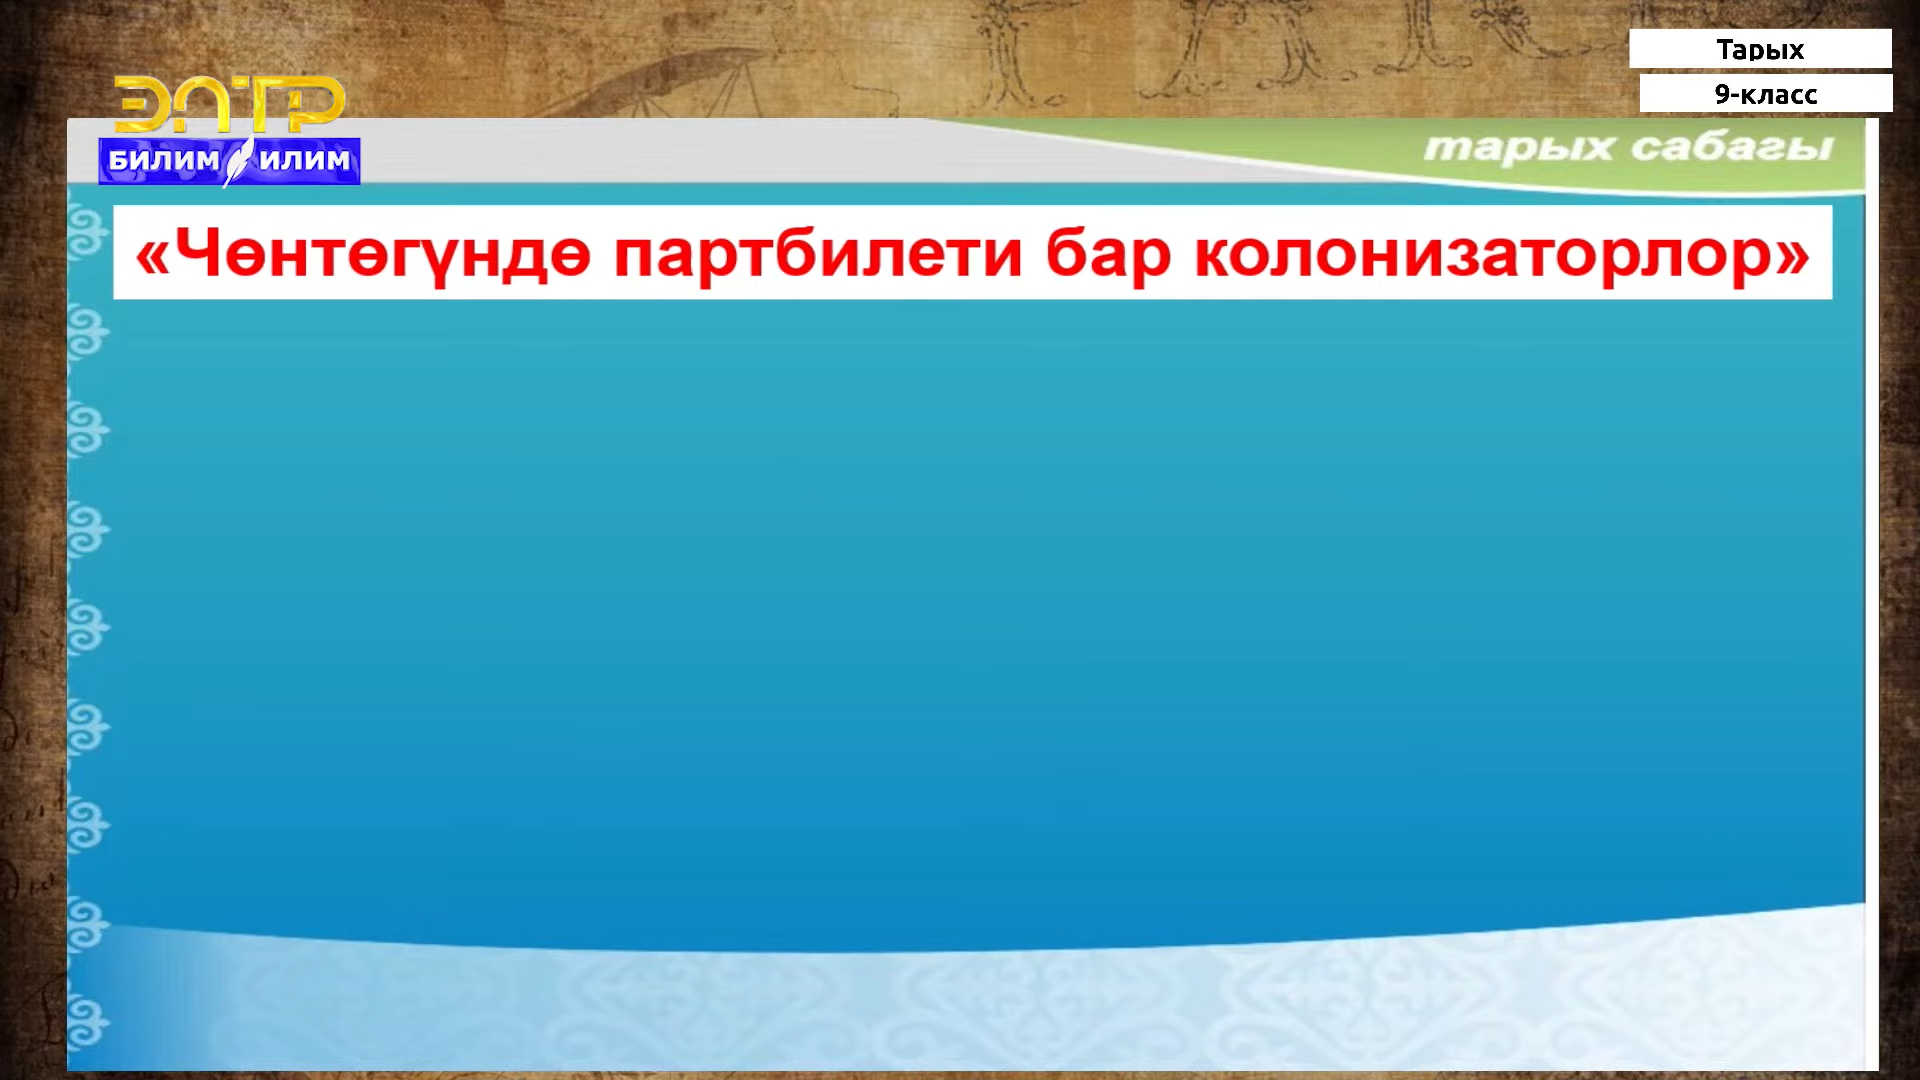 Тарых
9-класс
ЭЛТР
БИЛИМ ИЛИМ
тарых сабагы
«Чөнтөгүндө партбилети бар колонизаторлор»